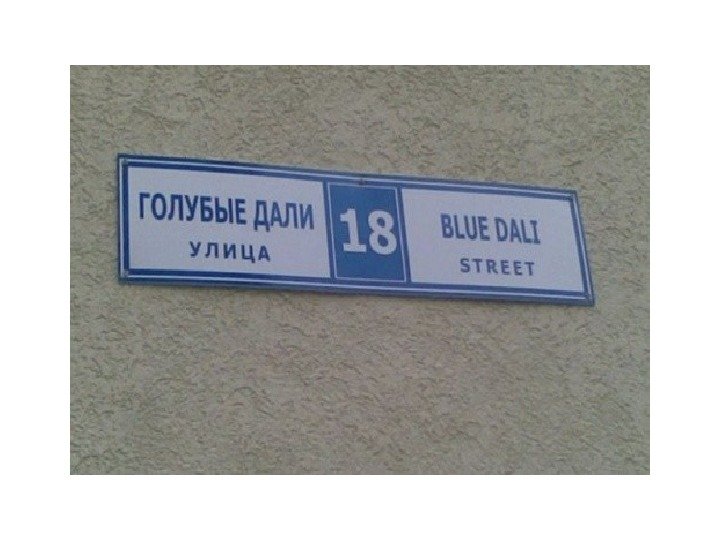 ГОЛУБЫЕ ДАЛИ
УЛИЦА
18
BLUE DALI
STREET